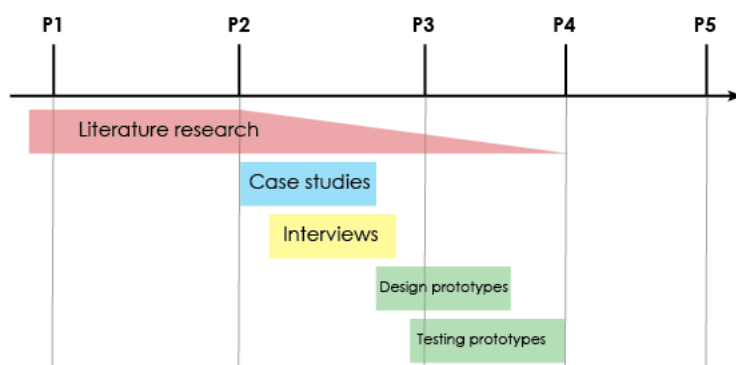 P1 P2 P3 P4 P5
Literature research
Case studies
Interviews
Design prototypes
Testing prototypes